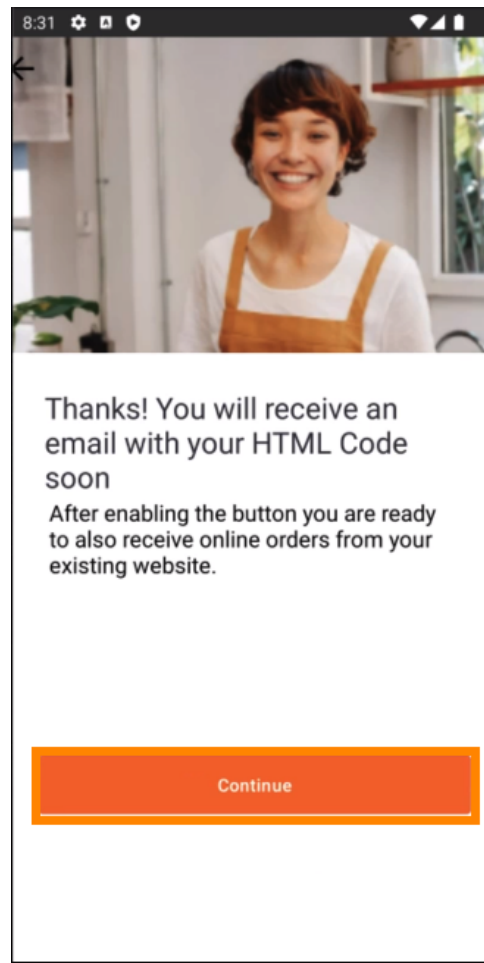 8:31
Thanks! You will receive an
email with your HTML Code
soon
After enabling the button you are ready
to also receive online orders from your
existing website.
Continue